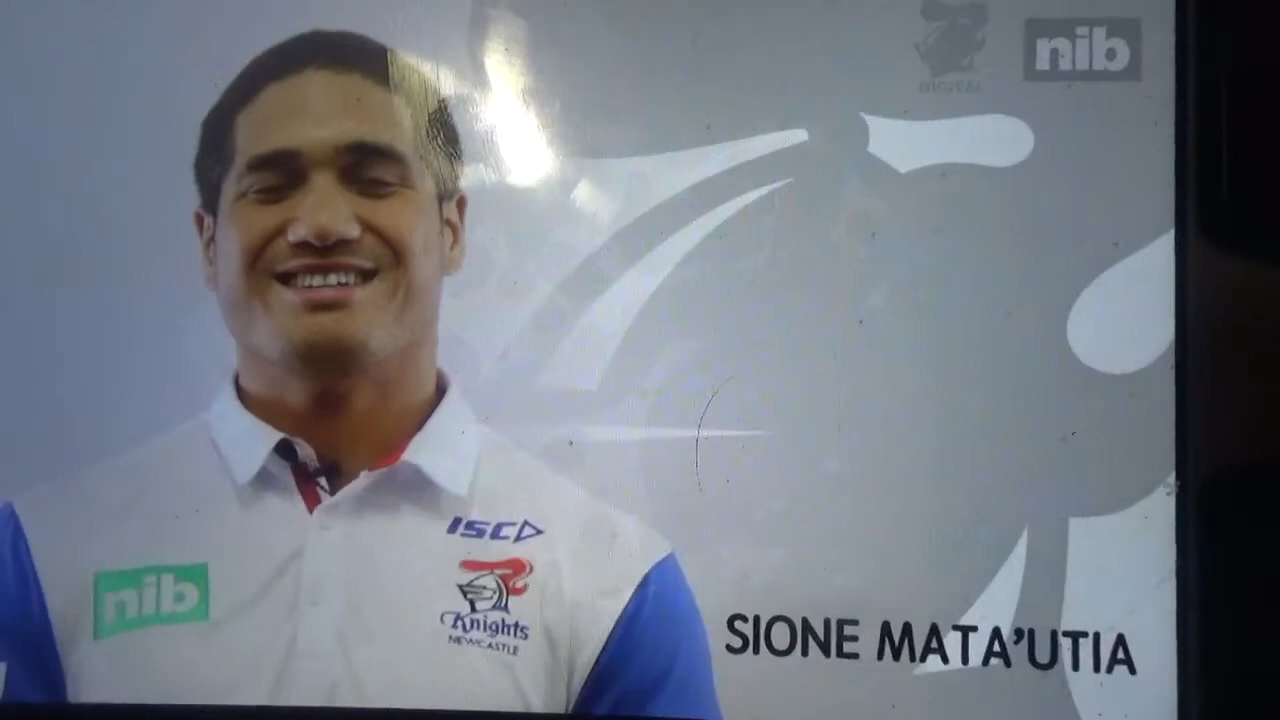 DIGITAL
nib
ISC
nib
Knights
NEWCASTLE
SIONE MATA'UTIA